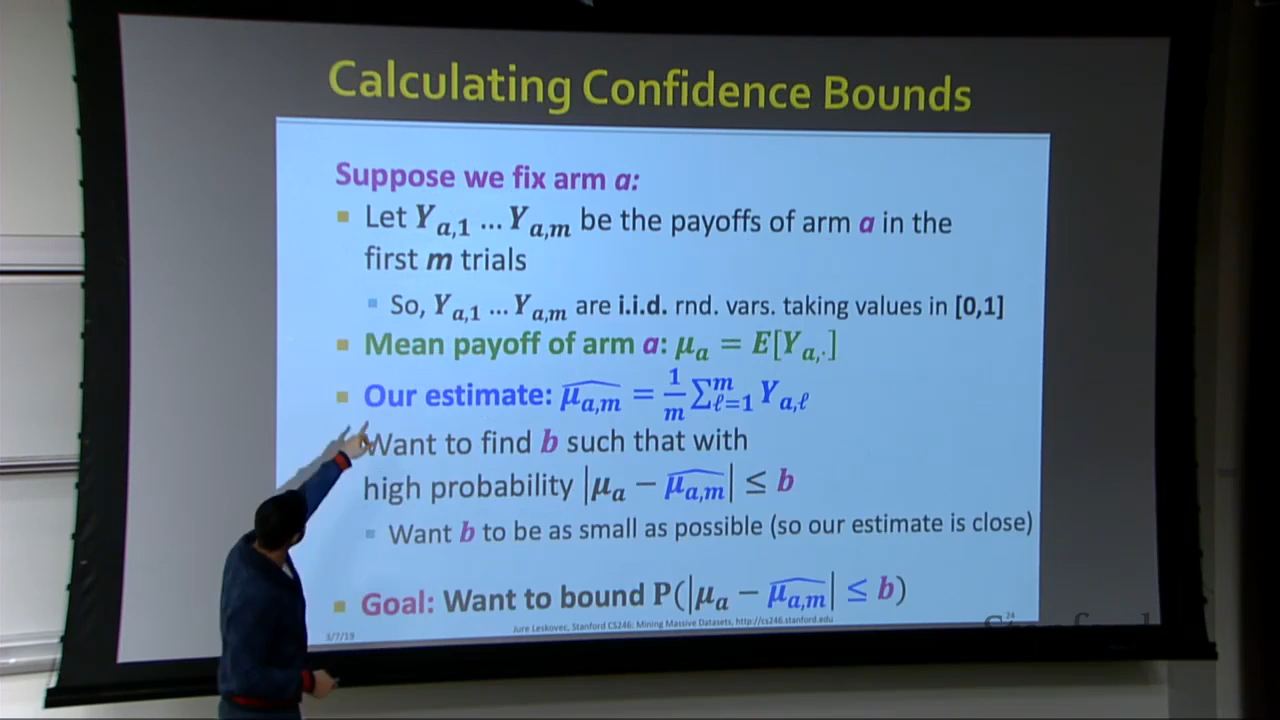 Calculating Confidence Bounds
Suppose we fix arm a:
Let Y_{a,1} … Y_{a,m} be the payoffs of arm a in the
first m trials
So, Y_{a,1} … Y_{a,m} are i.i.d. rnd. vars. taking values in [0,1]
Mean payoff of arm a: μ_a = E[Y_{a,.}]
Our estimate: \widehat{μ_{a,m}} = \frac{1}{m} ∑_{ℓ=1}^{m} Y_{a,ℓ}
Want to find b such that with
high probability |μ_a − \widehat{μ_{a,m}}| ≤ b
Want b to be as small as possible (so our estimate is close)
Goal: Want to bound P(|μ_a − \widehat{μ_{a,m}}| ≤ b)
3/7/19
Jure Leskovec, Stanford CS246: Mining Massive Datasets, http://cs246.stanford.edu
24